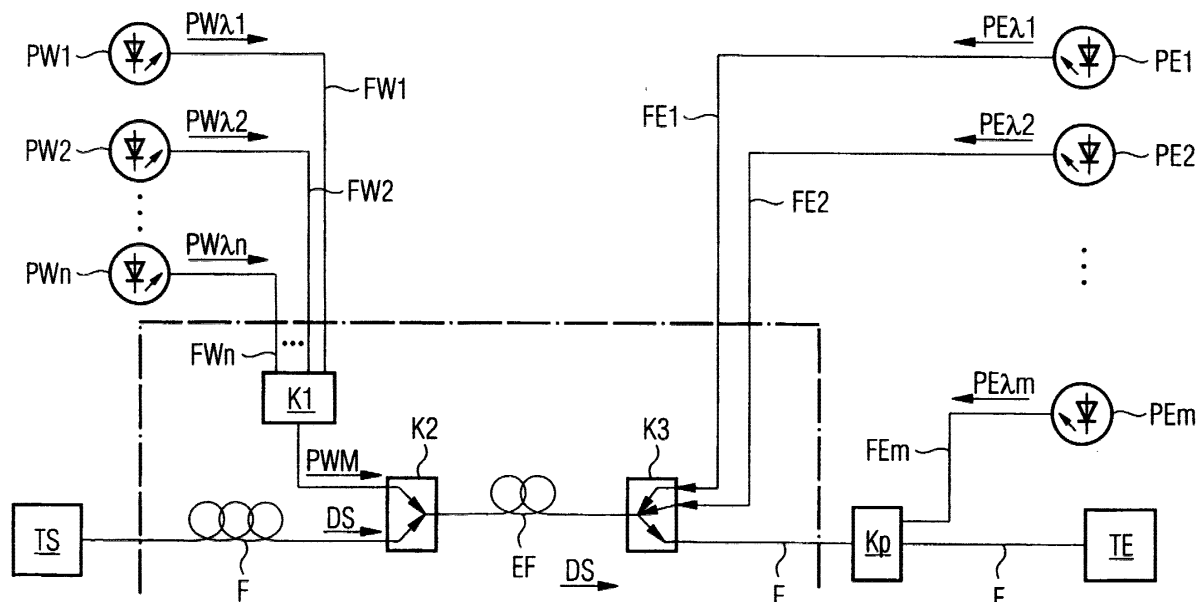 PWλ1
PEλ1
PW1
PE1
FW1
FE1
PWλ2
PEλ2
PW2
PE2
FW2
FE2
PWλn
PWn
FWn
K1
PEλm
PEm
FEm
K2
K3
PWM
TS
DS
Kp
TE
F
EF
DS
F
F